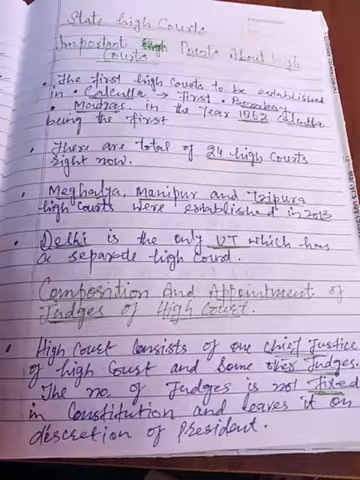 State high Courts
Important High Points About High
Courts
• The first high Courts to be established
in • Calcutta → first • Bombay
• Madras in the year 1862 Calcutta
being the first
• There are total of 24 high Courts
right now.
• Meghalya, Manipur and Tripura
high Courts were established in 2013
• Delhi is the only UT which has
a separate high Court.
Composition And Appointment of
Judges of High Court.
• High Court Consists of one chief Justice
of high Court and Some other Judges.
The no. of Judges is not fixed
in Constitution and leaves it on
discretion of president.